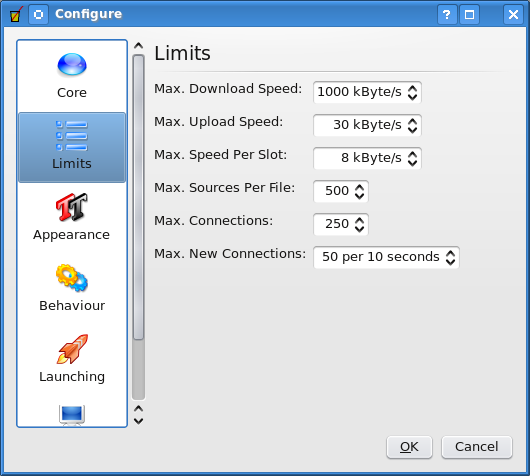 Configure
Core
Limits
Appearance
Behaviour
Launching
Limits
Max. Download Speed: 1000 kByte/s
Max. Upload Speed: 30 kByte/s
Max. Speed Per Slot: 8 kByte/s
Max. Sources Per File: 500
Max. Connections: 250
Max. New Connections: 50 per 10 seconds
OK Cancel